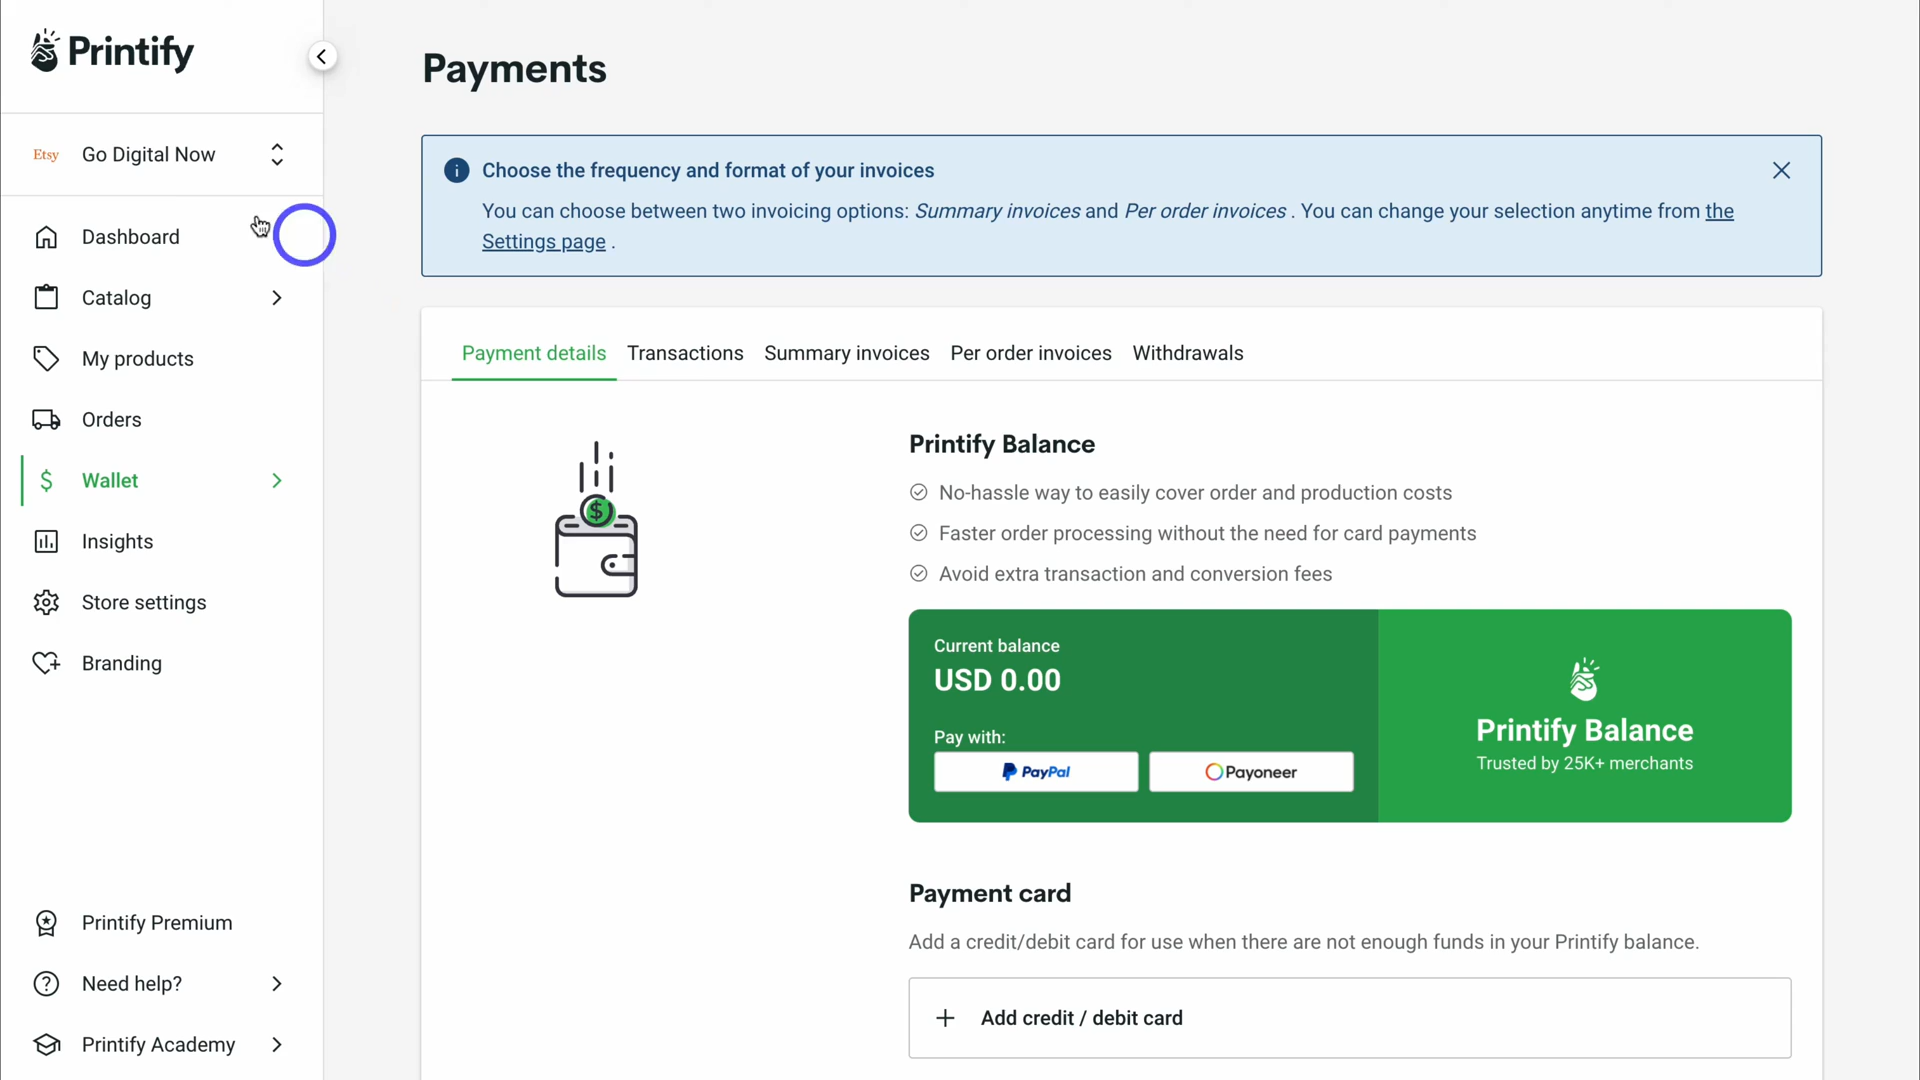 Printify
Etsy Go Digital Now
Dashboard
Catalog
My products
Orders
Wallet
Insights
Store settings
Branding
Printify Premium
Need help?
Printify Academy
Payments
Choose the frequency and format of your invoices
You can choose between two invoicing options: Summary invoices and Per order invoices . You can change your selection anytime from the
Settings page .
Payment details Transactions Summary invoices Per order invoices Withdrawals
Printify Balance
No-hassle way to easily cover order and production costs
Faster order processing without the need for card payments
Avoid extra transaction and conversion fees
Current balance
USD 0.00
Pay with:
PayPal Payoneer
Printify Balance
Trusted by 25K+ merchants
Payment card
Add a credit/debit card for use when there are not enough funds in your Printify balance.
Add credit / debit card